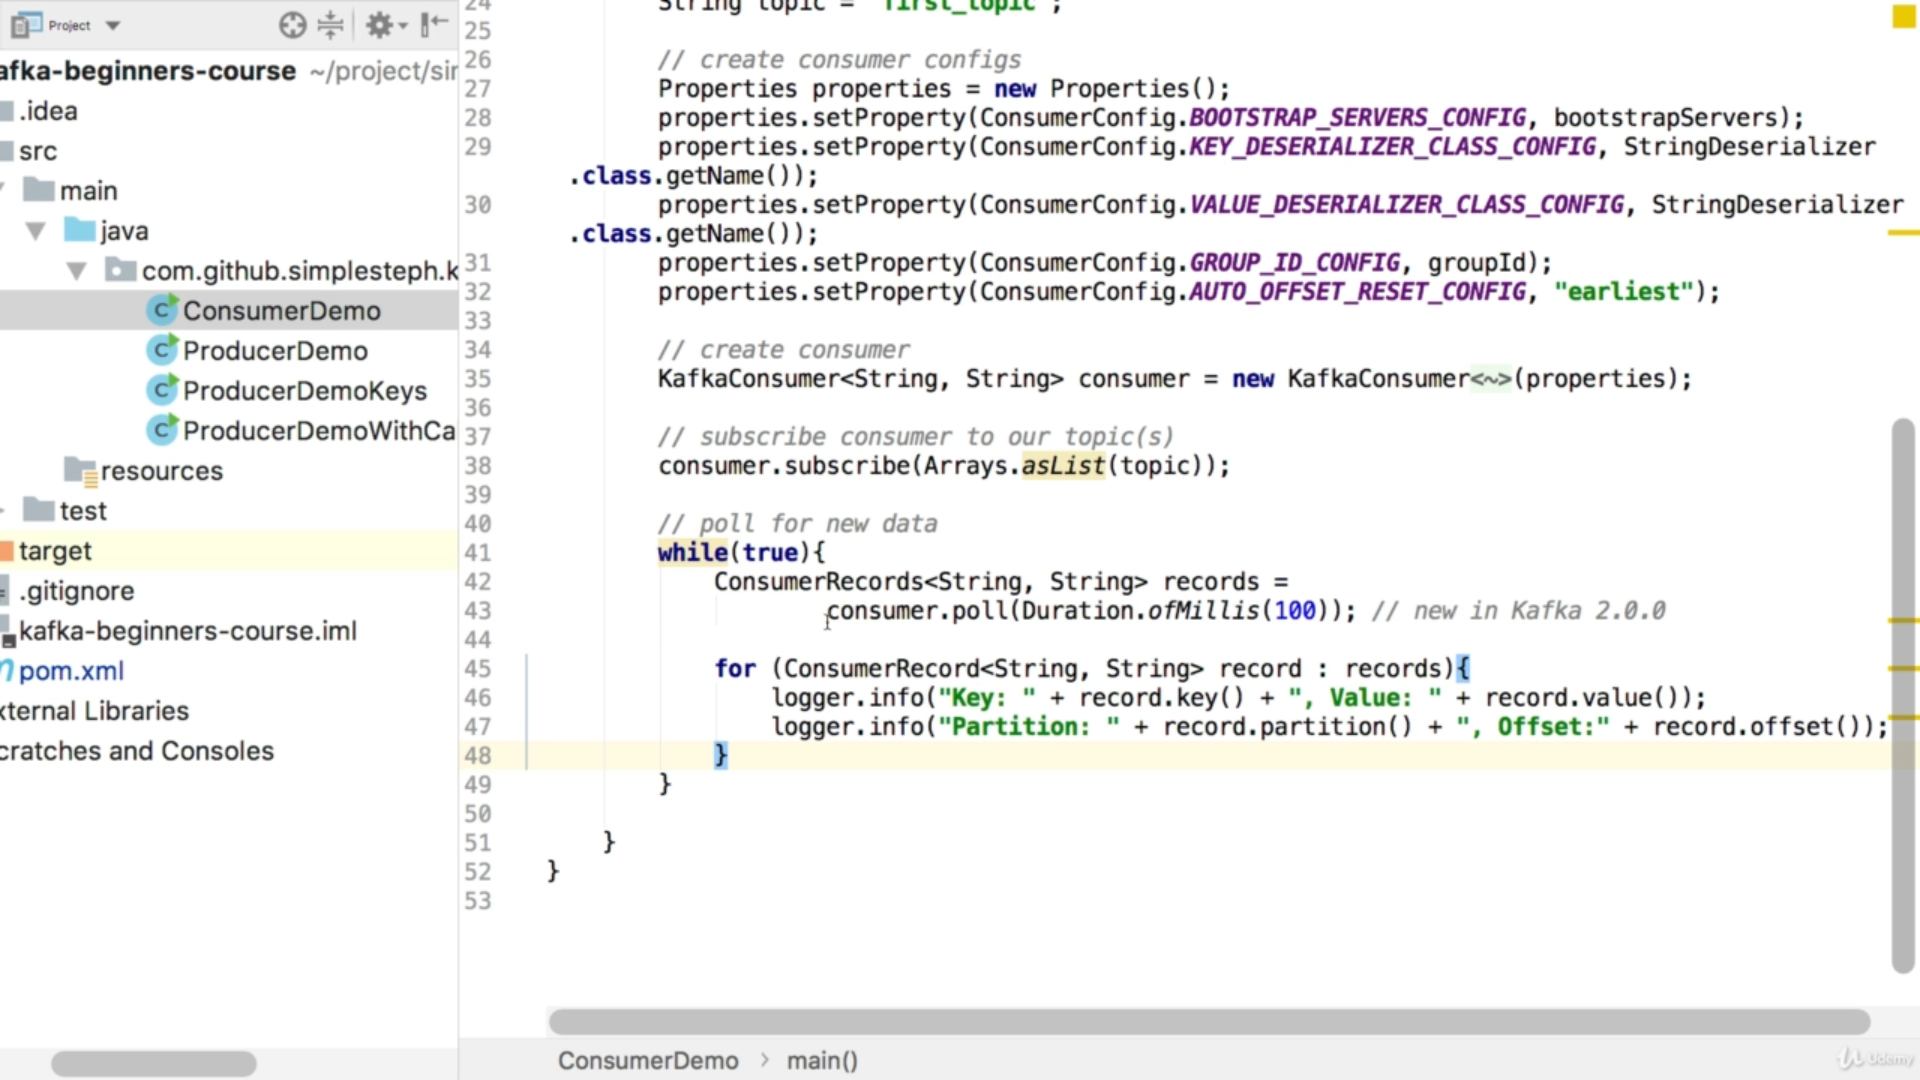 Project
afka-beginners-course ~/project/sir
.idea
src
main
java
com.github.simplesteph.k
C ConsumerDemo
C ProducerDemo
C ProducerDemoKeys
C ProducerDemoWithCa
resources
test
target
.gitignore
kafka-beginners-course.iml
pom.xml
xternal Libraries
cratches and Consoles
24 String topic = "first_topic";
25
26 // create consumer configs
27 Properties properties = new Properties();
28 properties.setProperty(ConsumerConfig.BOOTSTRAP_SERVERS_CONFIG, bootstrapServers);
29 properties.setProperty(ConsumerConfig.KEY_DESERIALIZER_CLASS_CONFIG, StringDeserializer
.class.getName());
30 properties.setProperty(ConsumerConfig.VALUE_DESERIALIZER_CLASS_CONFIG, StringDeserializer
.class.getName());
31 properties.setProperty(ConsumerConfig.GROUP_ID_CONFIG, groupId);
32 properties.setProperty(ConsumerConfig.AUTO_OFFSET_RESET_CONFIG, "earliest");
33
34 // create consumer
35 KafkaConsumer<String, String> consumer = new KafkaConsumer<~>(properties);
36
37 // subscribe consumer to our topic(s)
38 consumer.subscribe(Arrays.asList(topic));
39
40 // poll for new data
41 while(true){
42 ConsumerRecords<String, String> records =
43 consumer.poll(Duration.ofMillis(100)); // new in Kafka 2.0.0
44
45 for (ConsumerRecord<String, String> record : records){
46 logger.info("Key: " + record.key() + ", Value: " + record.value());
47 logger.info("Partition: " + record.partition() + ", Offset:" + record.offset());
48 }
49 }
50
51 }
52 }
53
ConsumerDemo > main()
Udemy